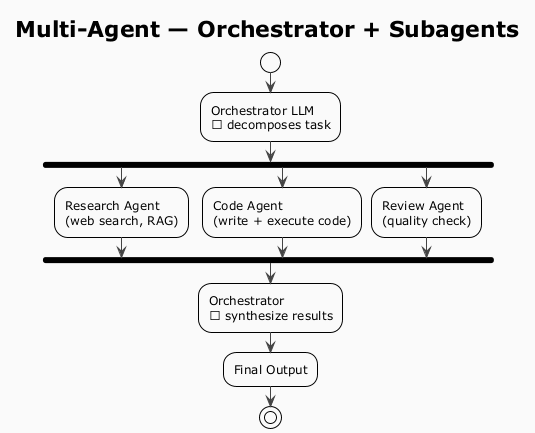 Multi-Agent — Orchestrator + Subagents
Orchestrator LLM
□ decomposes task
Research Agent
(web search, RAG)
Code Agent
(write + execute code)
Review Agent
(quality check)
Orchestrator
□ synthesize results
Final Output